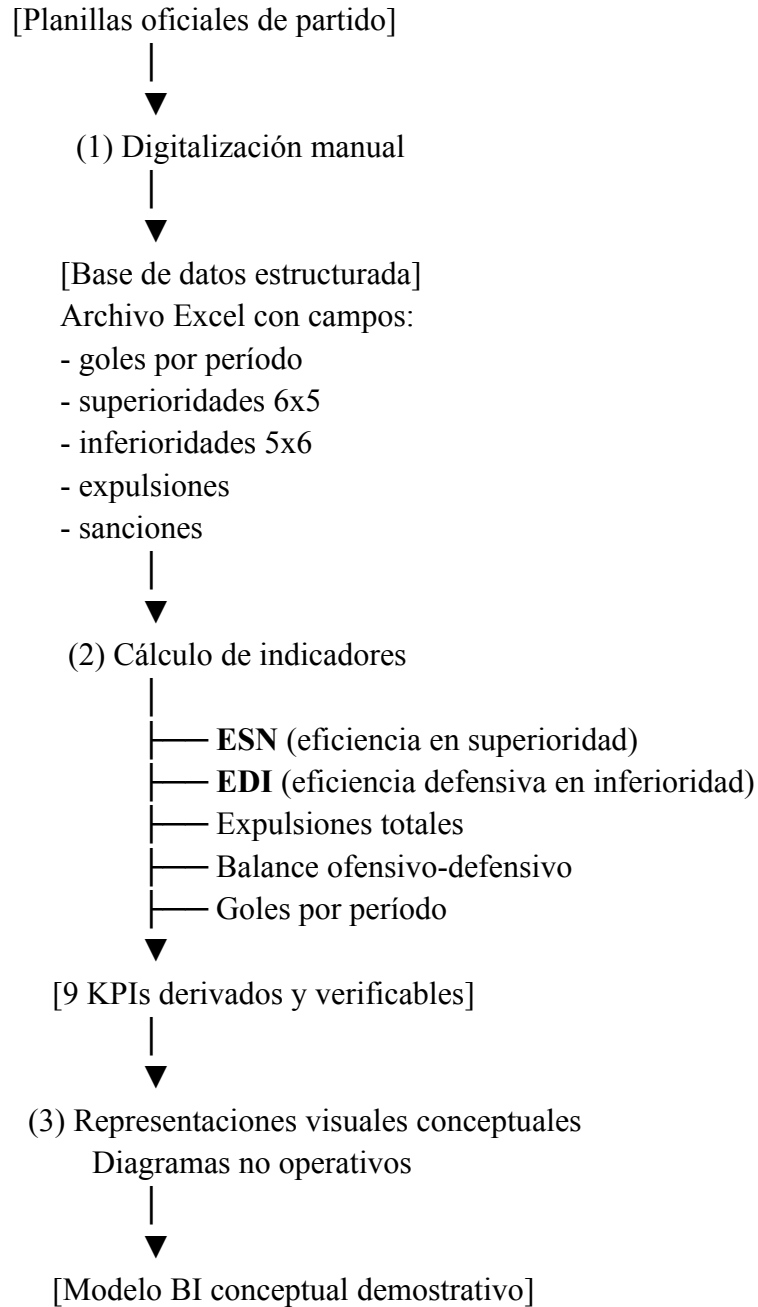 [Planillas oficiales de partido]
(1) Digitalización manual
[Base de datos estructurada]
Archivo Excel con campos:
- goles por período
- superioridades 6x5
- inferioridades 5x6
- expulsiones
- sanciones
(2) Cálculo de indicadores
ESN (eficiencia en superioridad)
EDI (eficiencia defensiva en inferioridad)
Expulsiones totales
Balance ofensivo-defensivo
Goles por período
[9 KPIs derivados y verificables]
(3) Representaciones visuales conceptuales
Diagramas no operativos
[Modelo BI conceptual demostrativo]